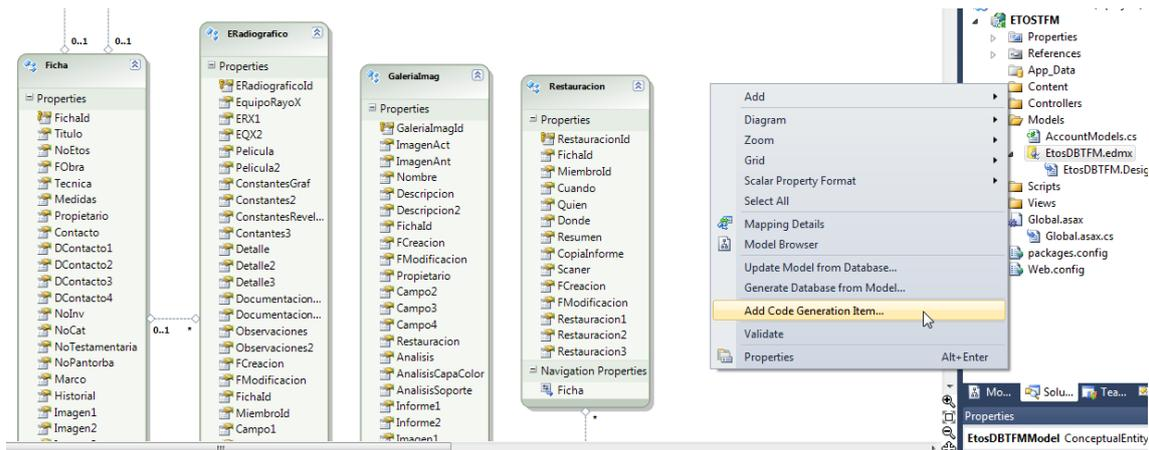 0..1
0..1
Ficha
Properties
FichaId
Titulo
NoEtos
FObra
Tecnica
Medidas
Propietario
Contacto
DContacto1
DContacto2
DContacto3
DContacto4
NoInv
NoCat
NoTestamentaria
NoPantorba
Marco
Historial
Imagen1
Imagen2
0..1
*
ERadiografico
Properties
ERadiograficoId
EquipoRayoX
ERX1
EQX2
Pelicula
Pelicula2
ConstantesGraf
Constantes2
ConstantesRevel...
Contantes3
Detalle
Detalle2
Detalle3
Documentacion...
Documentacion...
Observaciones
Observaciones2
FCreacion
FModificacion
FichaId
MiembroId
Campo1
GaleriaImag
Properties
GaleriaImagId
ImagenAct
ImagenAnt
Nombre
Descripcion
Descripcion2
FichaId
FCreacion
FModificacion
Propietario
Campo2
Campo3
Campo4
Restauracion
Analisis
AnalisisCapaColor
AnalisisSoporte
Informe1
Informe2
Imagen1
Restauracion
Properties
RestauracionId
FichaId
MiembroId
Cuando
Quien
Donde
Resumen
CopiaInforme
Scaner
FCreacion
FModificacion
Restauracion1
Restauracion2
Restauracion3
Navigation Properties
Ficha
*
Add
Diagram
Zoom
Grid
Scalar Property Format
Select All
Mapping Details
Model Browser
Update Model from Database...
Generate Database from Model...
Add Code Generation Item...
Validate
Properties Alt+Enter
ETOSTFM
Properties
References
App_Data
Content
Controllers
Models
AccountModels.cs
EtosDBTFM.edmx
EtosDBTFM.Desig
Scripts
Views
Global.asax
Global.asax.cs
packages.config
Web.config
Mo... Solu... Tea...
Properties
EtosDBTFMModel ConceptualEntity